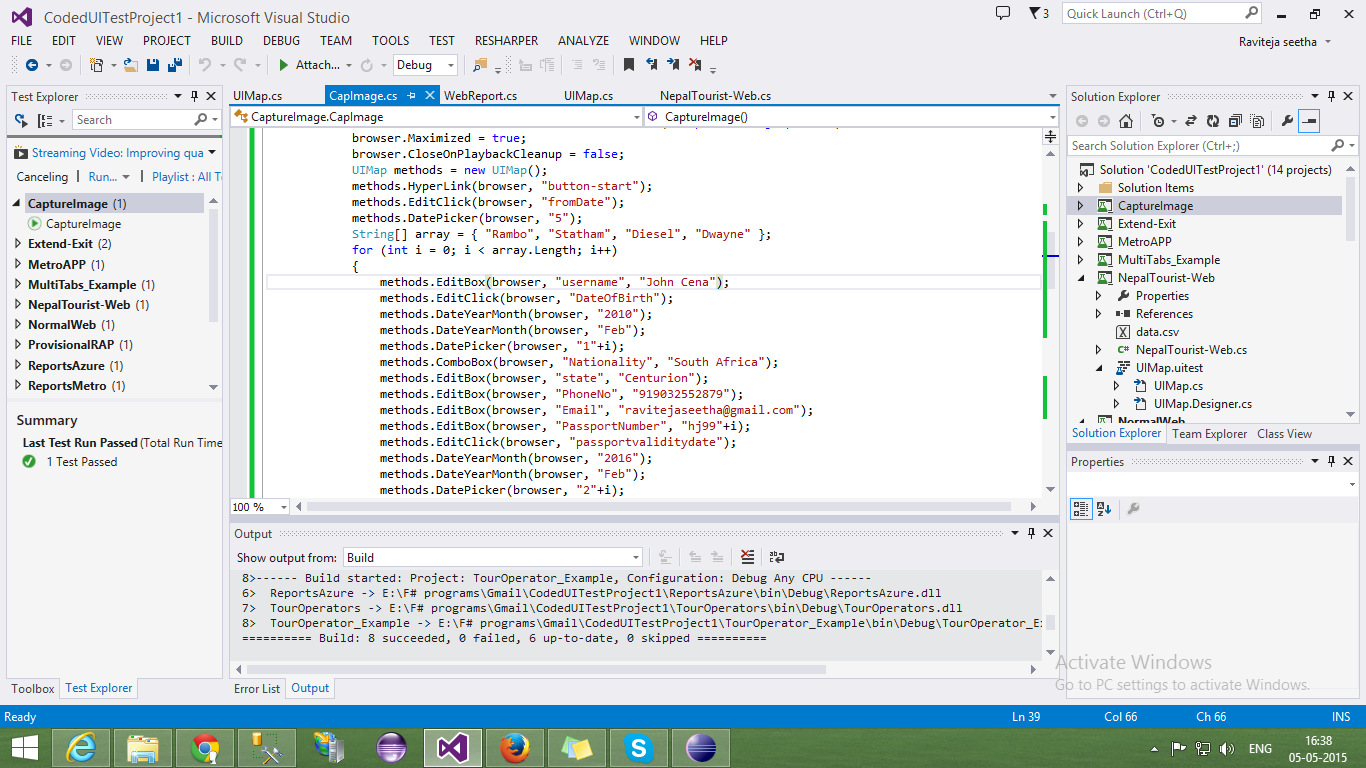 CodedUITestProject1 - Microsoft Visual Studio
3
Quick Launch (Ctrl+Q)
FILE EDIT VIEW PROJECT BUILD DEBUG TEAM TOOLS TEST RESHARPER ANALYZE WINDOW HELP
Raviteja seetha
Attach...
Debug
Test Explorer
Search
Streaming Video: Improving qua
Canceling
Run...
Playlist : All T
CaptureImage (1)
CaptureImage
Extend-Exit (2)
MetroAPP (1)
MultiTabs_Example (1)
NepalTourist-Web (1)
NormalWeb (1)
ProvisionalRAP (1)
ReportsAzure (1)
ReportsMetro (1)
Summary
Last Test Run Passed (Total Run Time
1 Test Passed
Toolbox
Test Explorer
UIMap.cs
CapImage.cs
WebReport.cs
UIMap.cs
NepalTourist-Web.cs
CaptureImage.CapImage
CaptureImage()
browser.Maximized = true;
browser.CloseOnPlaybackCleanup = false;
UIMap methods = new UIMap();
methods.HyperLink(browser, "button-start");
methods.EditClick(browser, "fromDate");
methods.DatePicker(browser, "5");
String[] array = { "Rambo", "Statham", "Diesel", "Dwayne" };
for (int i = 0; i < array.Length; i++)
{
methods.EditBox(browser, "username", "John Cena");
methods.EditClick(browser, "DateOfBirth");
methods.DateYearMonth(browser, "2010");
methods.DateYearMonth(browser, "Feb");
methods.DatePicker(browser, "1"+i);
methods.ComboBox(browser, "Nationality", "South Africa");
methods.EditBox(browser, "state", "Centurion");
methods.EditBox(browser, "PhoneNo", "919032552879");
methods.EditBox(browser, "Email", "ravitejaseetha@gmail.com");
methods.EditBox(browser, "PassportNumber", "hj99"+i);
methods.EditClick(browser, "passportvaliditydate");
methods.DateYearMonth(browser, "2016");
methods.DateYearMonth(browser, "Feb");
methods.DatePicker(browser, "2"+i);
100 %
Output
Show output from: Build
8>------ Build started: Project: TourOperator_Example, Configuration: Debug Any CPU ------
6>  ReportsAzure -> E:\F# programs\Gmail\CodedUITestProject1\ReportsAzure\bin\Debug\ReportsAzure.dll
7>  TourOperators -> E:\F# programs\Gmail\CodedUITestProject1\TourOperators\bin\Debug\TourOperators.dll
8>  TourOperator_Example -> E:\F# programs\Gmail\CodedUITestProject1\TourOperator_Example\bin\Debug\TourOperator_E
========== Build: 8 succeeded, 0 failed, 6 up-to-date, 0 skipped ==========
Error List
Output
Solution Explorer
Search Solution Explorer (Ctrl+;)
Solution 'CodedUITestProject1' (14 projects)
Solution Items
CaptureImage
Extend-Exit
MetroAPP
MultiTabs_Example
NepalTourist-Web
Properties
References
data.csv
NepalTourist-Web.cs
UIMap.uitest
UIMap.cs
UIMap.Designer.cs
NormalWeb
Solution Explorer
Team Explorer
Class View
Properties
Activate Windows
Go to PC settings to activate Windows.
Ready
Ln 39
Col 66
Ch 66
INS
ENG
16:38
05-05-2015